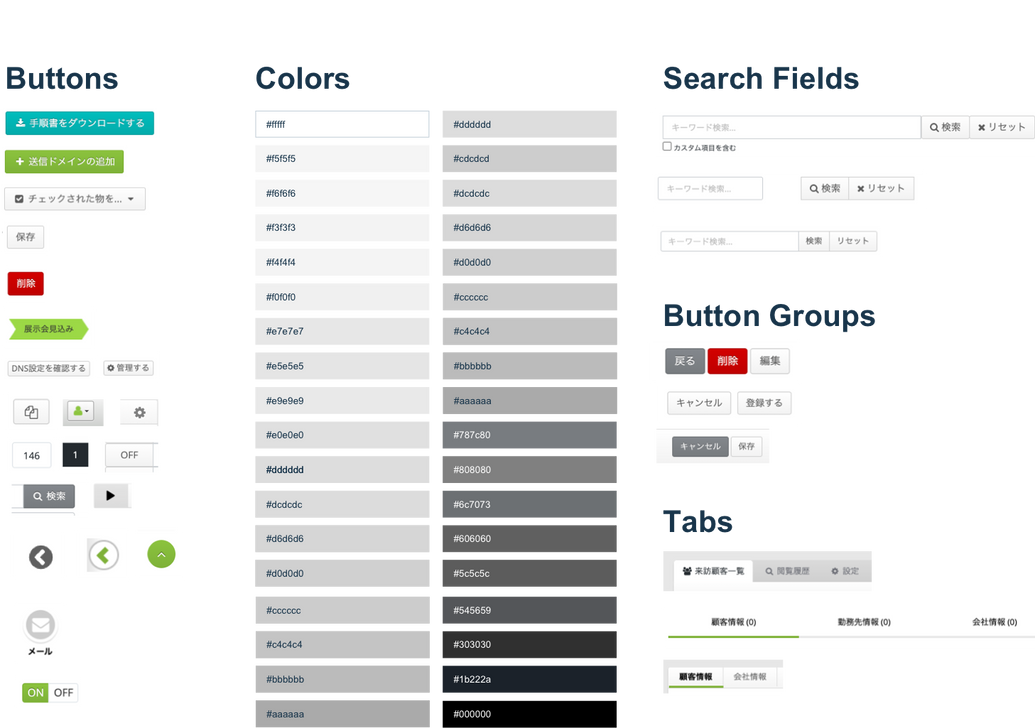 Buttons
手順書をダウンロードする
送信ドメインの追加
チェックされた物を...
保存
削除
展示会見込み
DNS設定を確認する
管理する
146
1
OFF
検索
メール
ON OFF
Colors
#fffff
#f5f5f5
#f6f6f6
#f3f3f3
#f4f4f4
#f0f0f0
#e7e7e7
#e5e5e5
#e9e9e9
#e0e0e0
#dddddd
#dcdcdc
#d6d6d6
#d0d0d0
#cccccc
#c4c4c4
#bbbbbb
#aaaaaa
#dddddd
#cdcdcd
#dcdcdc
#d6d6d6
#d0d0d0
#cccccc
#c4c4c4
#bbbbbb
#aaaaaa
#787c80
#808080
#6c7073
#606060
#5c5c5c
#545659
#303030
#1b222a
#000000
Search Fields
キーワード検索...
検索
リセット
カスタム項目を含む
キーワード検索...
検索
リセット
キーワード検索...
検索
リセット
Button Groups
戻る
削除
編集
キャンセル
登録する
キャンセル
保存
Tabs
来訪顧客一覧
閲覧履歴
設定
顧客情報 (0)
勤務先情報 (0)
会社情報 (0)
顧客情報
会社情報